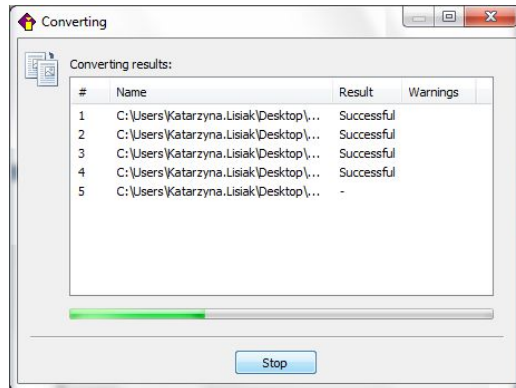 Converting
Converting results:
# Name Result Warnings
1 C:\Users\Katarzyna.Lisiak\Desktop\... Successful
2 C:\Users\Katarzyna.Lisiak\Desktop\... Successful
3 C:\Users\Katarzyna.Lisiak\Desktop\... Successful
4 C:\Users\Katarzyna.Lisiak\Desktop\... Successful
5 C:\Users\Katarzyna.Lisiak\Desktop\... -
Stop